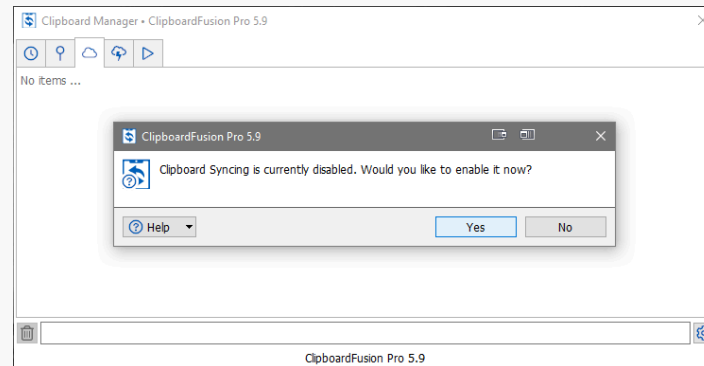 Clipboard Manager • ClipboardFusion Pro 5.9
No items ...
ClipboardFusion Pro 5.9
Clipboard Syncing is currently disabled. Would you like to enable it now?
Help
Yes
No
ClipboardFusion Pro 5.9